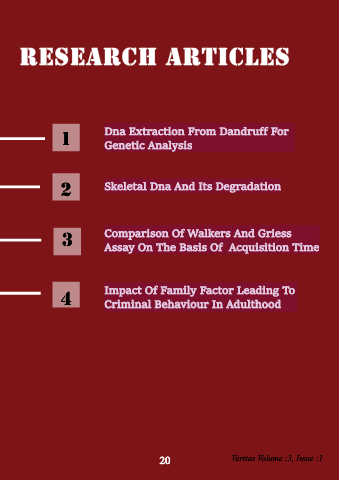 RESEARCH ARTICLES
1
Dna Extraction From Dandruff For
Genetic Analysis
2
Skeletal Dna And Its Degradation
3
Comparison Of Walkers And Griess
Assay On The Basis Of Acquisition Time
4
Impact Of Family Factor Leading To
Criminal Behaviour In Adulthood
20
Veritas Volume :3, Issue :1